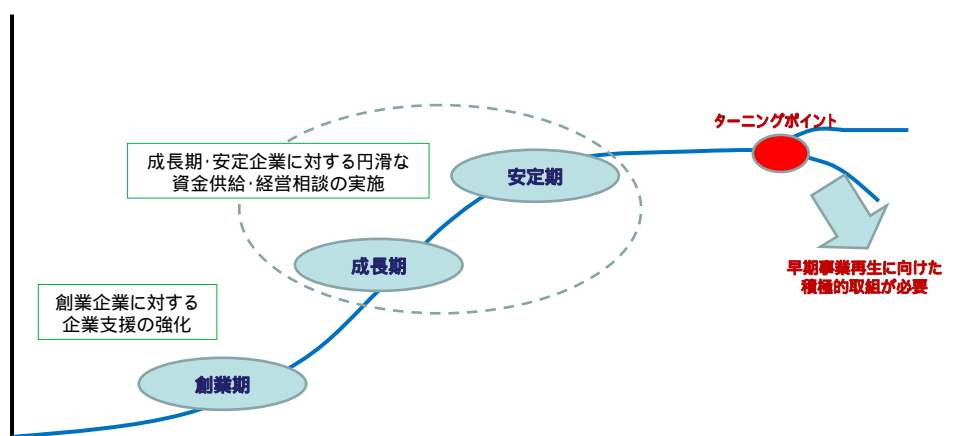 ターニングポイント
成長期･安定企業に対する円滑な
資金供給･経営相談の実施
安定期
成長期
早期事業再生に向けた
積極的取組が必要
創業企業に対する
企業支援の強化
創業期